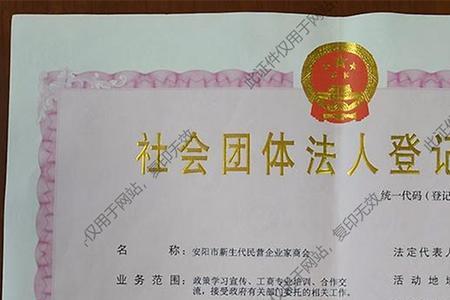 社会团体法人登记
统一代码(登记
名称: 安阳市新生代民营企业家商会
法定代表人
业务范围: 政策学习宣传、工商专业培训、合作交
流,接受政府有关部门委托的相关工作。
活动地域
此证件仅用于网站,复印无效
此证件仅用于网站,
复印无效